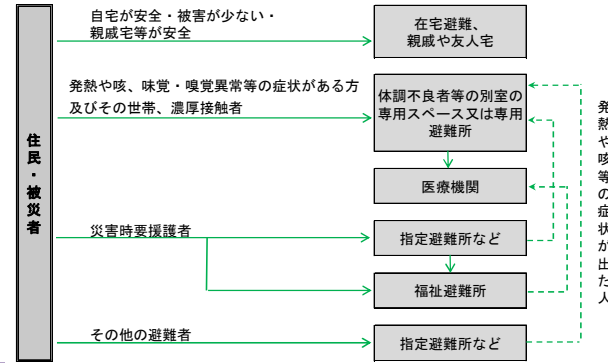 住民・被災者
自宅が安全・被害が少ない・
親戚宅等が安全
在宅避難、
親戚や友人宅
発熱や咳、味覚・嗅覚異常等の症状がある方
及びその世帯、濃厚接触者
体調不良者等の別室の
専用スペース又は専用
避難所
医療機関
災害時要援護者
指定避難所など
福祉避難所
その他の避難者
指定避難所など
発熱や咳等の症状が出た人